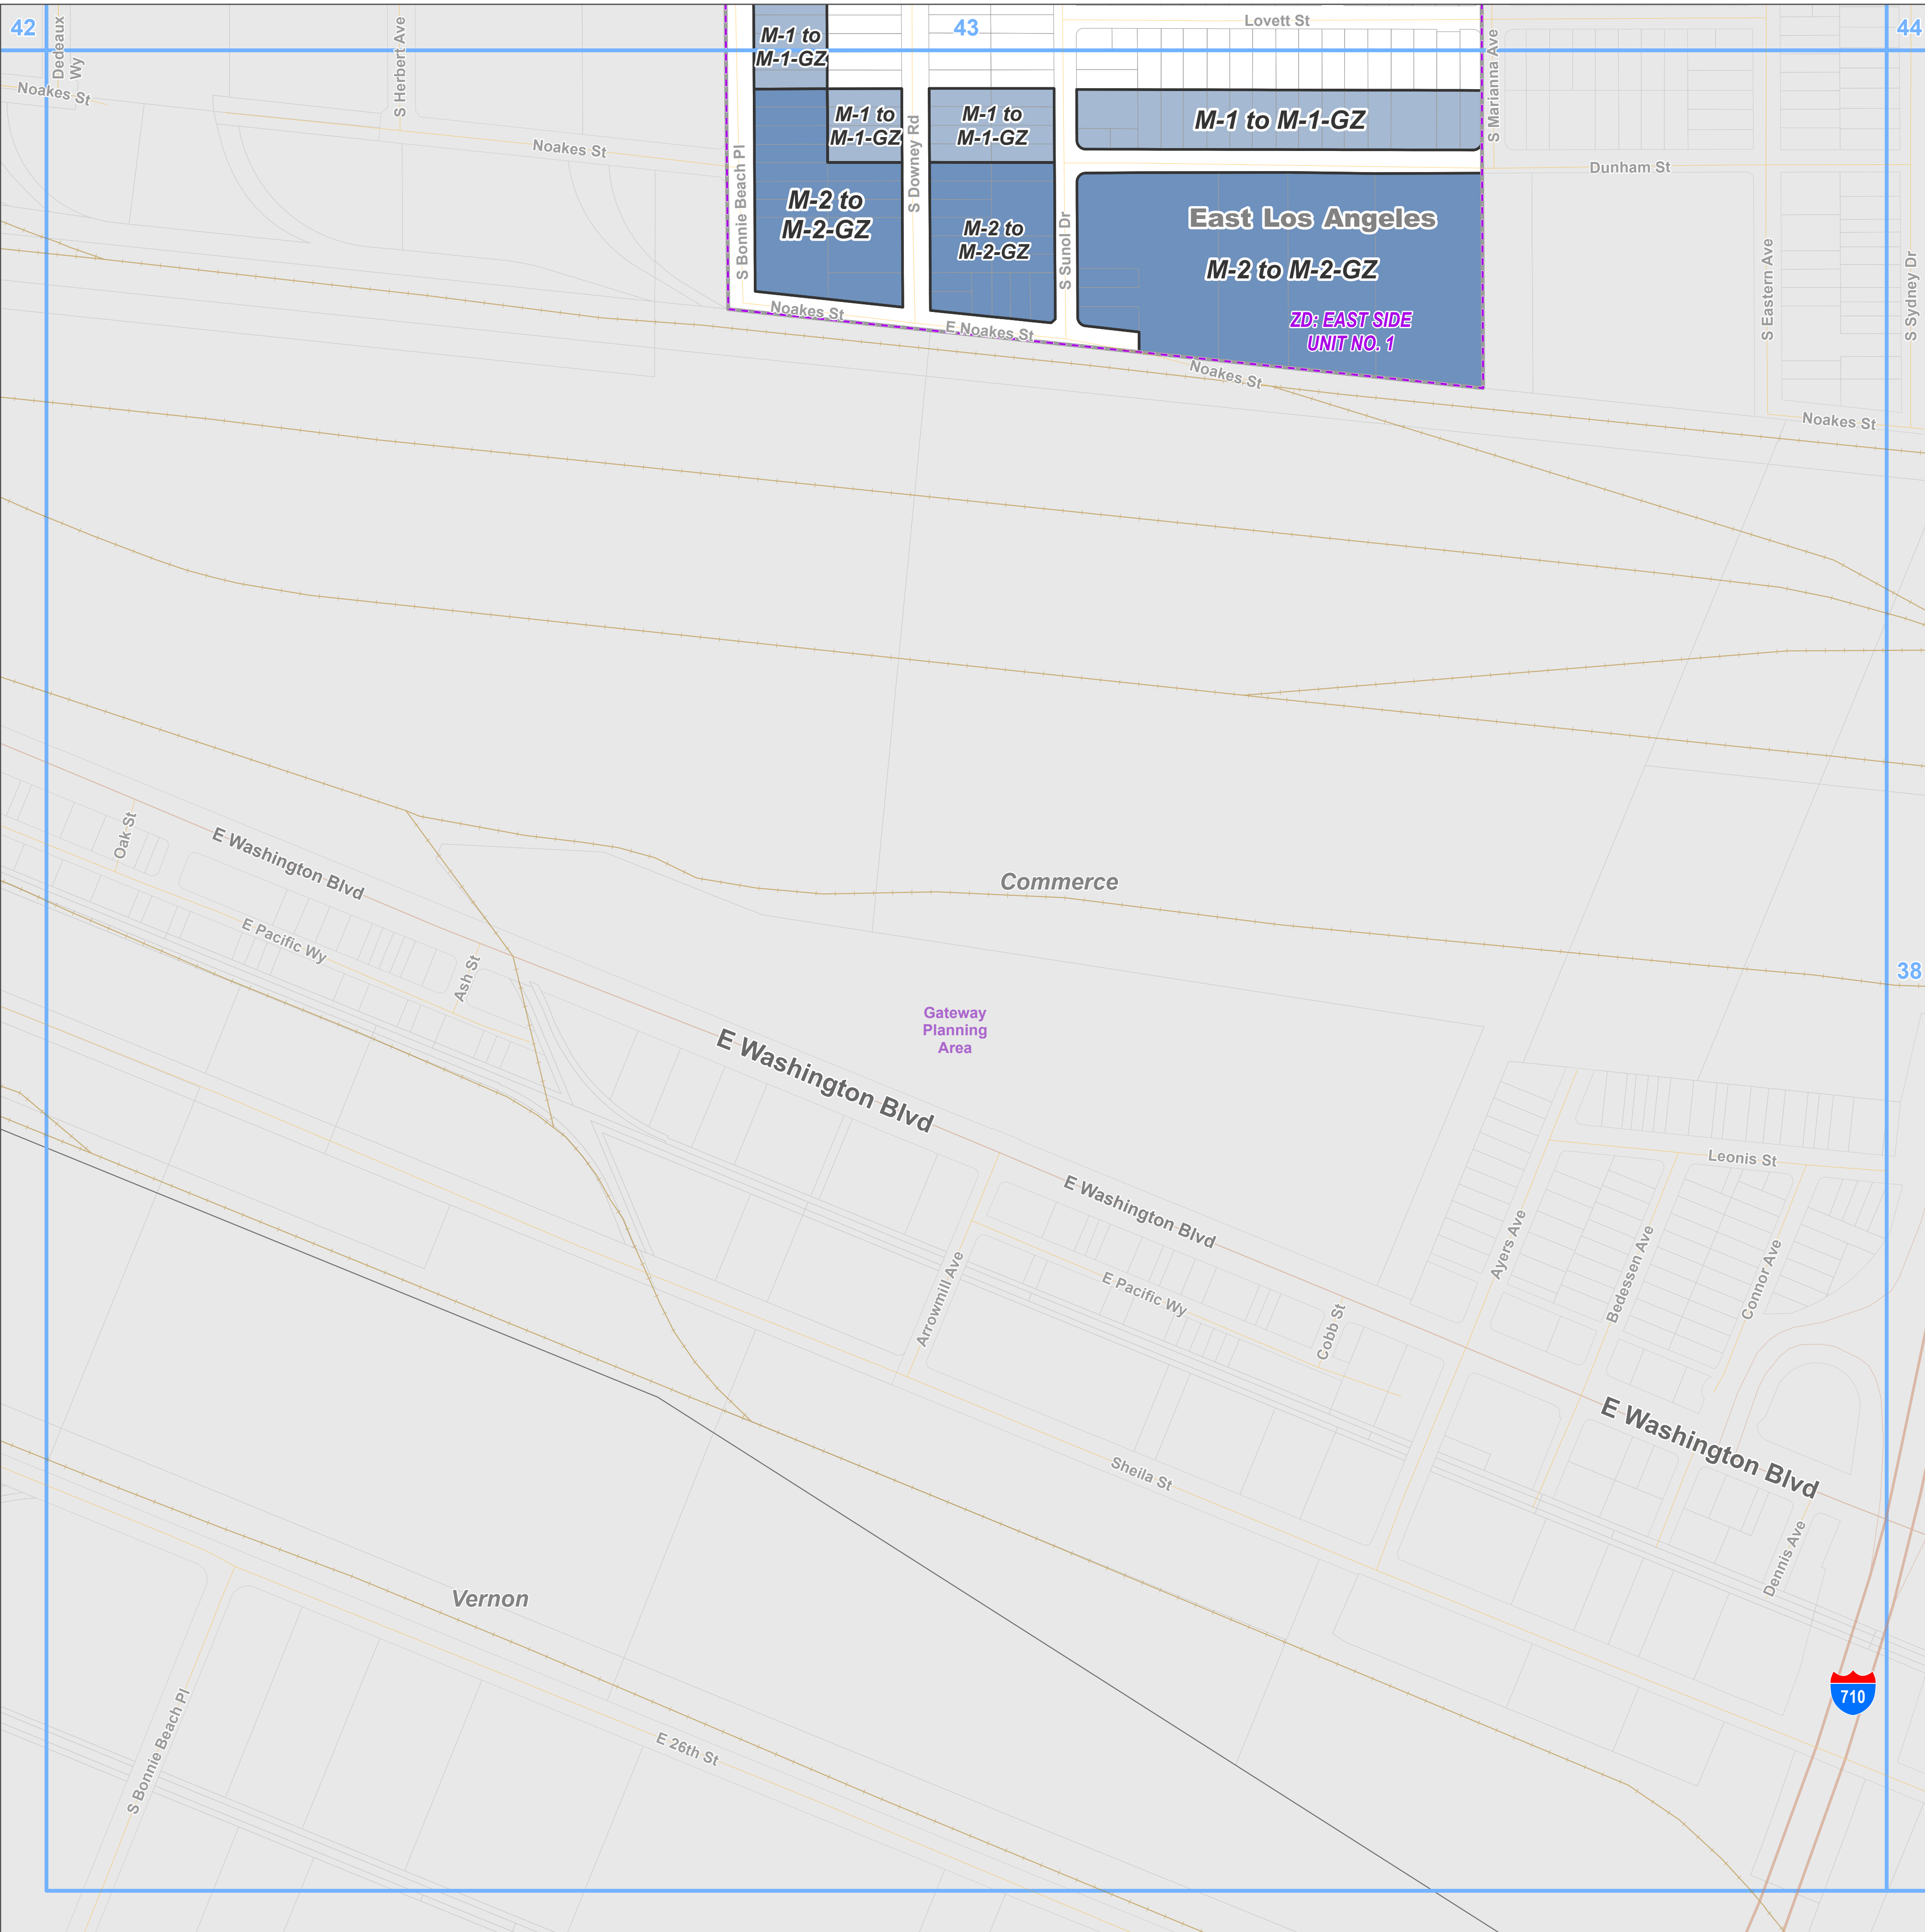 42
43
44
Dedeaux
Wy
S Herbert Ave
Noakes St
Noakes St
Lovett St
S Marianna Ave
M-1 to
M-1-GZ
M-1 to
M-1-GZ
M-1 to
M-1-GZ
M-1 to M-1-GZ
S Bonnie Beach Pl
S Downey Rd
S Sunol Dr
Dunham St
M-2 to
M-2-GZ
M-2 to
M-2-GZ
East Los Angeles
M-2 to M-2-GZ
ZD: EAST SIDE
UNIT NO. 1
S Eastern Ave
S Sydney Dr
Noakes St
E Noakes St
Noakes St
Noakes St
Oak St
E Washington Blvd
Commerce
E Pacific Wy
Ash St
38
Gateway
Planning
Area
E Washington Blvd
Leonis St
E Washington Blvd
Arrowmill Ave
E Pacific Wy
Cobb St
Ayers Ave
Bedessen Ave
Connor Ave
E Washington Blvd
Sheila St
Dennis Ave
Vernon
710
S Bonnie Beach Pl
E 26th St